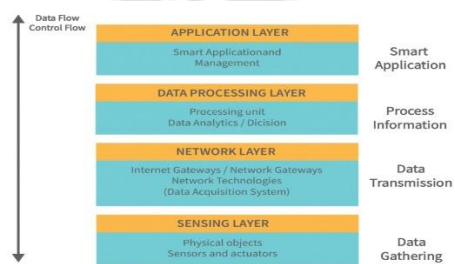 Data Flow
Control Flow
APPLICATION LAYER
Smart Applicationand
Management
Smart
Application
DATA PROCESSING LAYER
Processing unit
Data Analytics / Dicision
Process
Information
NETWORK LAYER
Internet Gateways / Network Gateways
Network Technologies
(Data Acquisition System)
Data
Transmission
SENSING LAYER
Physical objects
Sensors and actuators
Data
Gathering